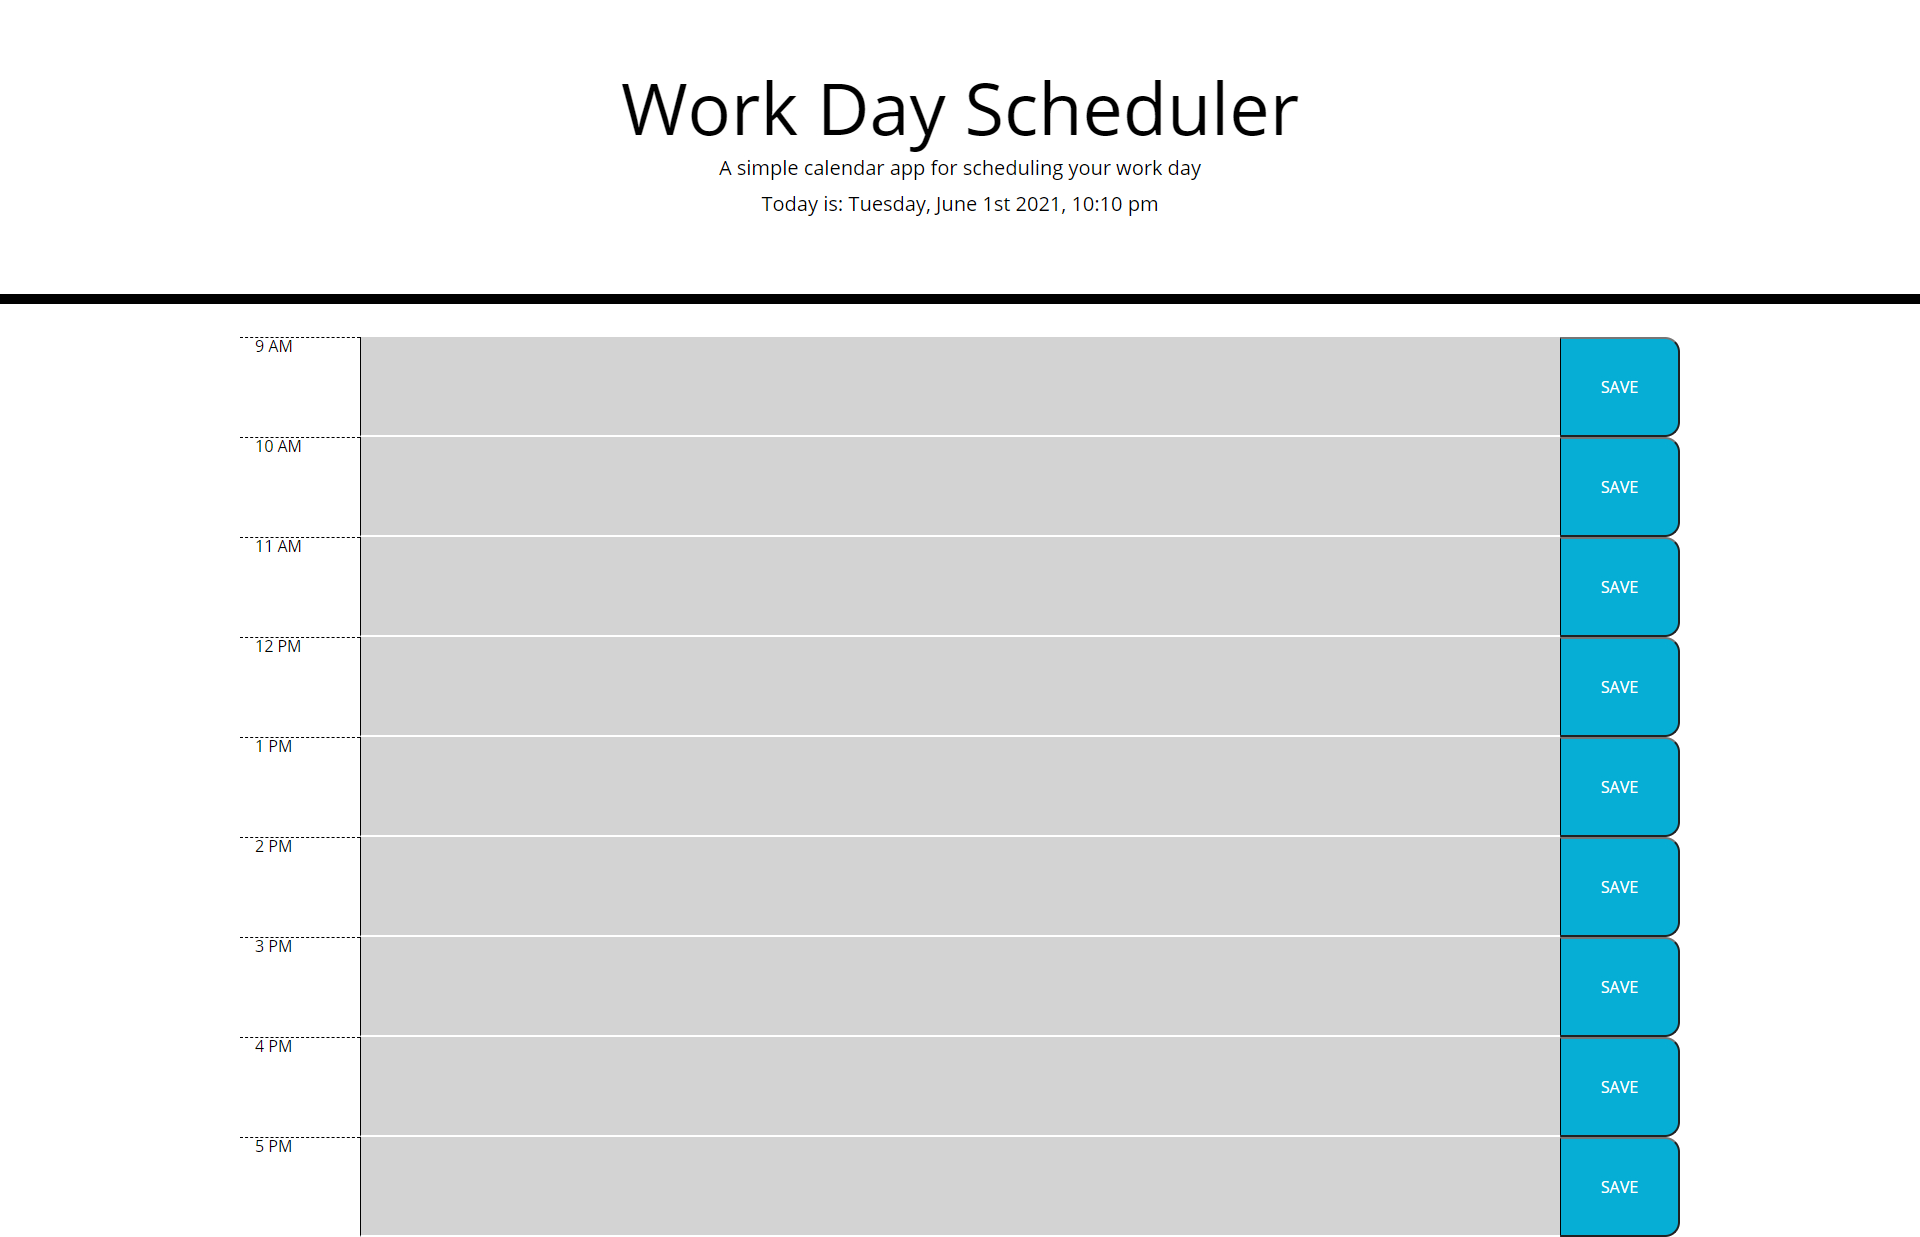 Work Day Scheduler
A simple calendar app for scheduling your work day
Today is: Tuesday, June 1st 2021, 10:10 pm
9 AM
SAVE
10 AM
SAVE
11 AM
SAVE
12 PM
SAVE
1 PM
SAVE
2 PM
SAVE
3 PM
SAVE
4 PM
SAVE
5 PM
SAVE